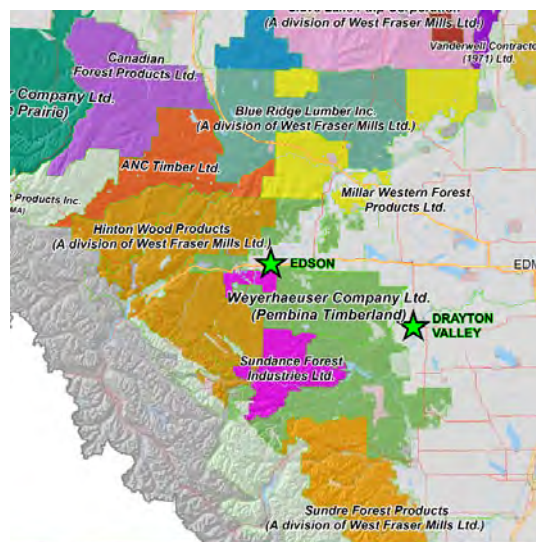 (A division of West Fraser Mills Ltd.)
Vanderwell Contracto
(1971) Ltd.
Canadian
Forest Products Ltd.
r Company Ltd.
e Prairie)
Blue Ridge Lumber Inc.
(A division of West Fraser Mills Ltd.)
ANC Timber Ltd.
t Products Inc.
MA)
Millar Western Forest
Products Ltd.
Hinton Wood Products
(A division of West Fraser Mills Ltd.)
EDSON
EDM
Weyerhaeuser Company Ltd.
(Pembina Timberland)
DRAYTON
VALLEY
Sundance Forest
Industries Ltd.
Sundre Forest Products
(A division of West Fraser Mills Ltd.)